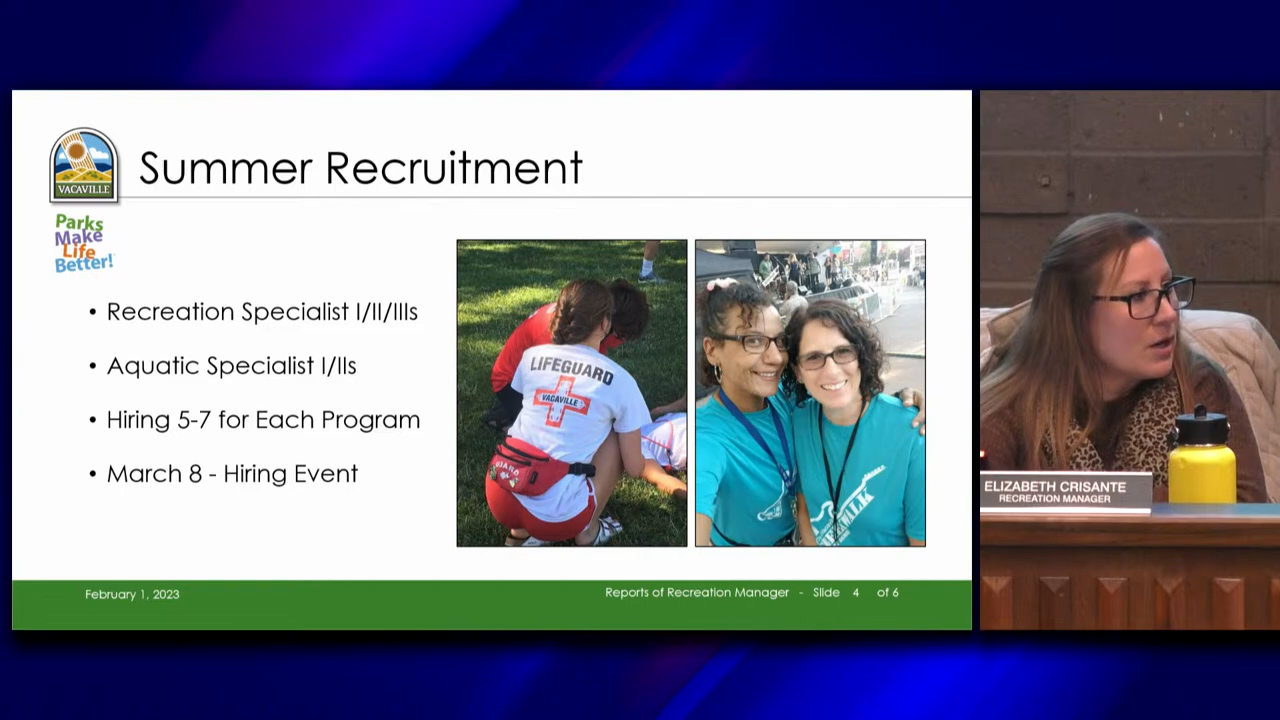 Summer Recruitment
VACAVILLE
Parks
Make
Life
Better!
• Recreation Specialist I/II/IIIs
• Aquatic Specialist I/IIs
• Hiring 5-7 for Each Program
• March 8 - Hiring Event
LIFEGUARD
VACAVILLE
GUARD
WALK
ELIZABETH CRISANTE
RECREATION MANAGER
February 1, 2023
Reports of Recreation Manager - Slide 4 of 6